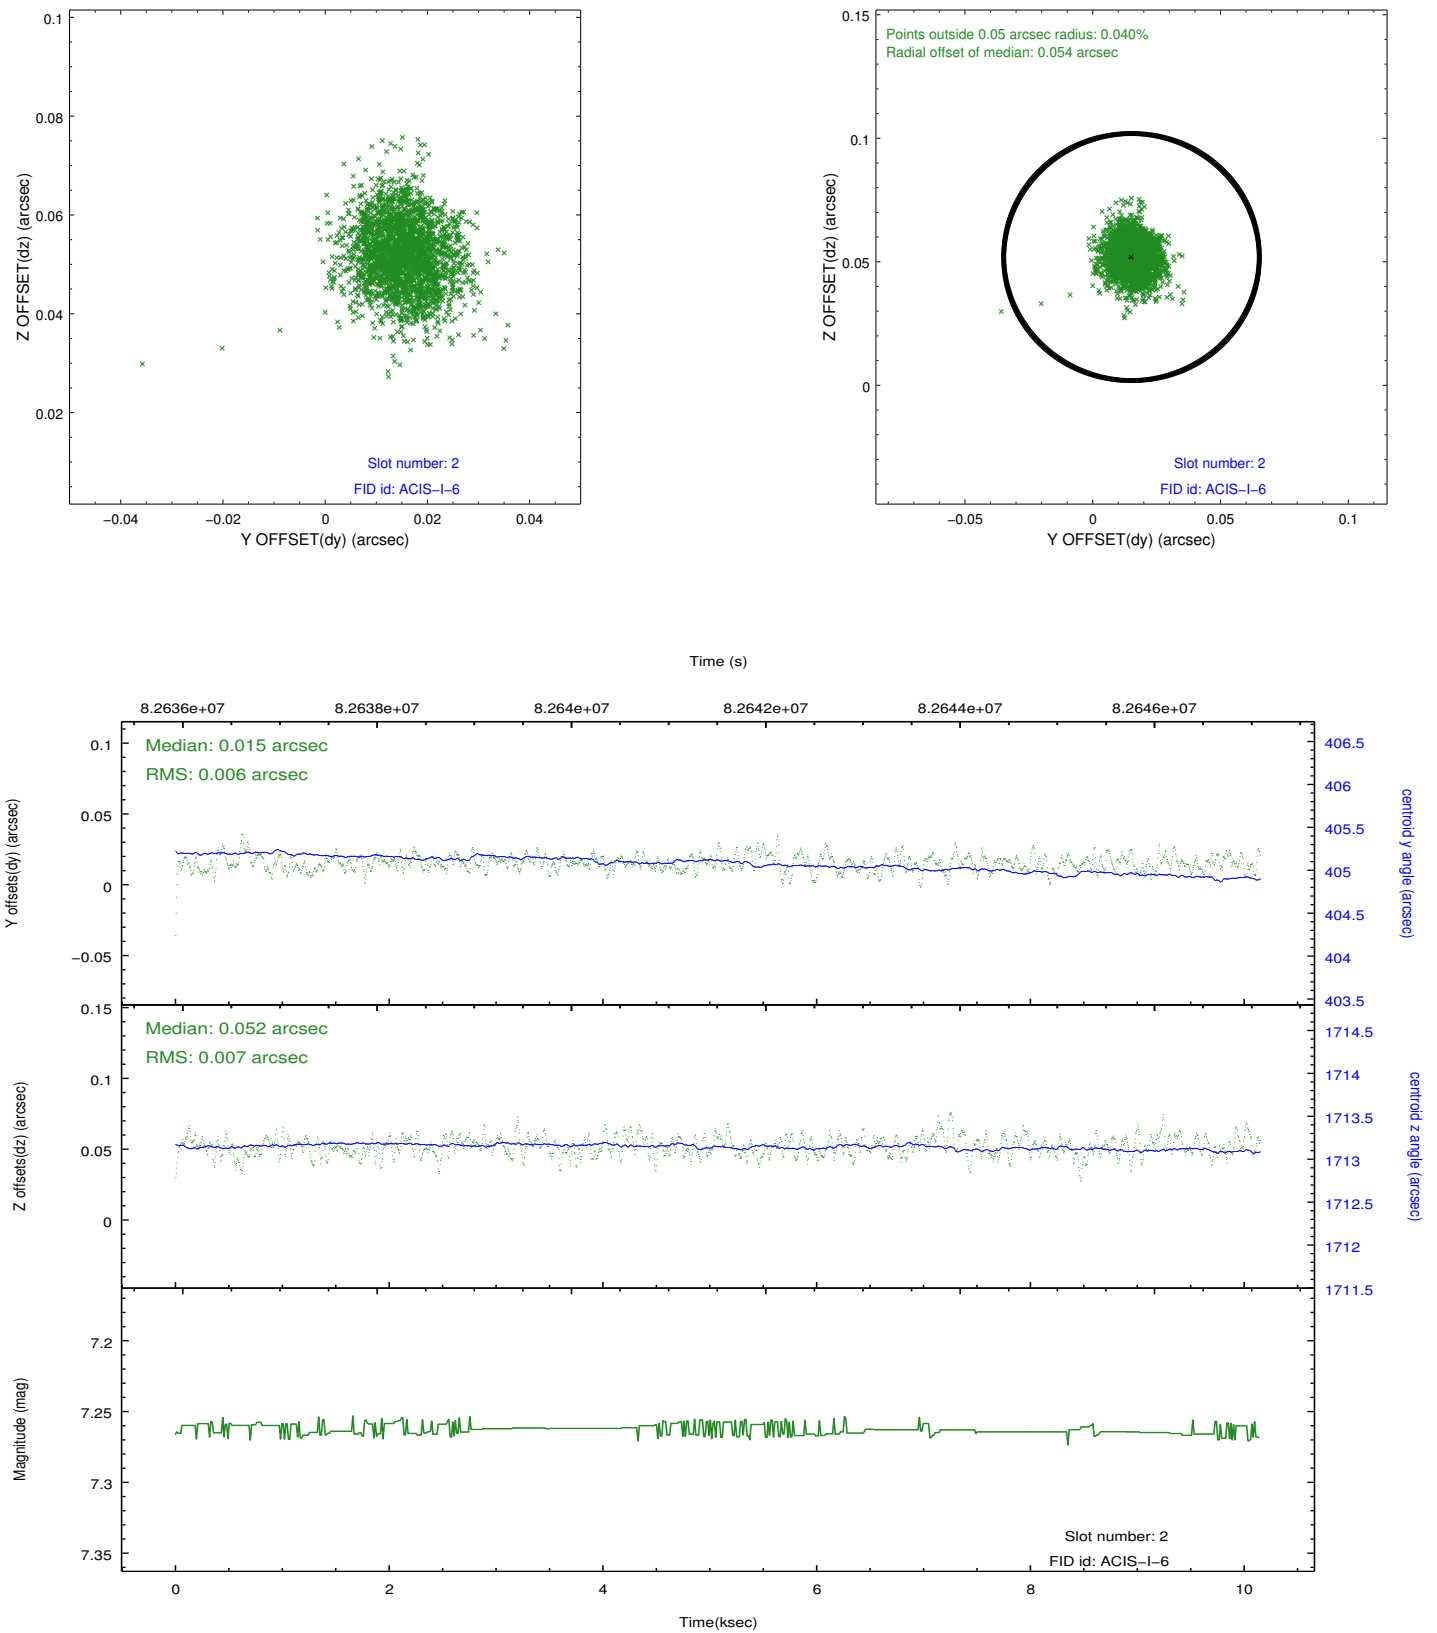 0.1
0.08
0.06
0.04
0.02
Z OFFSET(dz) (arcsec)
−0.04
−0.02
0
0.02
0.04
Y OFFSET(dy) (arcsec)
Slot number: 2
FID id: ACIS−I−6
0.15
0.1
0.05
0
Z OFFSET(dz) (arcsec)
Points outside 0.05 arcsec radius: 0.040%
Radial offset of median: 0.054 arcsec
Slot number: 2
FID id: ACIS−I−6
−0.05
0
0.05
0.1
Y OFFSET(dy) (arcsec)
Time (s)
8.2636e+07
8.2638e+07
8.264e+07
8.2642e+07
8.2644e+07
8.2646e+07
Median: 0.015 arcsec
RMS: 0.006 arcsec
0.1
0.05
0
−0.05
Y offsets(dy) (arcsec)
406.5
406
405.5
405
404.5
404
403.5
centroid y angle (arcsec)
Median: 0.052 arcsec
RMS: 0.007 arcsec
0.15
0.1
0.05
0
Z offsets(dz) (arcsec)
1714.5
1714
1713.5
1713
1712.5
1712
1711.5
centroid z angle (arcsec)
7.2
7.25
7.3
7.35
Magnitude (mag)
Slot number: 2
FID id: ACIS−I−6
0
2
4
6
8
10
Time(ksec)